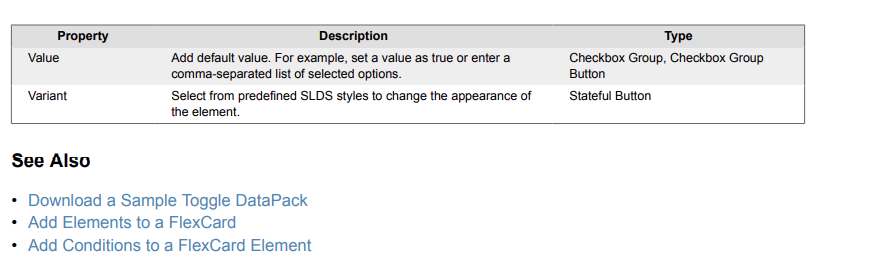 Property Description Type
Value Add default value. For example, set a value as true or enter a Checkbox Group, Checkbox Group
comma-separated list of selected options. Button
Variant Select from predefined SLDS styles to change the appearance of Stateful Button
the element.
See Also
• Download a Sample Toggle DataPack
• Add Elements to a FlexCard
• Add Conditions to a FlexCard Element